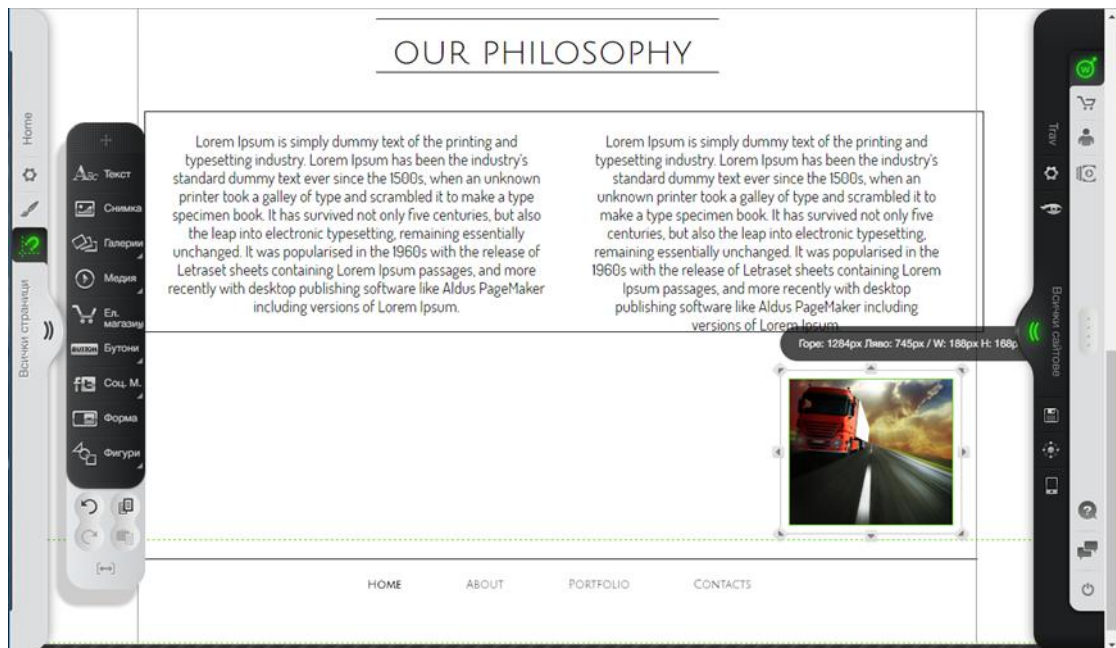 OUR PHILOSOPHY
Home
Всички страници
ABC Текст
Снимка
Галерии
Медия
Ел. магазин
BUTTON Бутони
Соц. М.
Форма
Фигури
Lorem Ipsum is simply dummy text of the printing and
typesetting industry. Lorem Ipsum has been the industry's
standard dummy text ever since the 1500s, when an unknown
printer took a galley of type and scrambled it to make a type
specimen book. It has survived not only five centuries, but also
the leap into electronic typesetting, remaining essentially
unchanged. It was popularised in the 1960s with the release of
Letraset sheets containing Lorem Ipsum passages, and more
recently with desktop publishing software like Aldus PageMaker
including versions of Lorem Ipsum.
Lorem Ipsum is simply dummy text of the printing and
typesetting industry. Lorem Ipsum has been the industry's
standard dummy text ever since the 1500s, when an
unknown printer took a galley of type and scrambled it to
make a type specimen book. It has survived not only five
centuries, but also the leap into electronic typesetting,
remaining essentially unchanged. It was popularised in the
1960s with the release of Letraset sheets containing Lorem
Ipsum passages, and more recently with desktop
publishing software like Aldus PageMaker including
versions of Lorem Ipsum.
Горе: 1284px Ляво: 745px / W: 188px H: 168p
HOME ABOUT PORTFOLIO CONTACTS
Trav
Всички сайтове